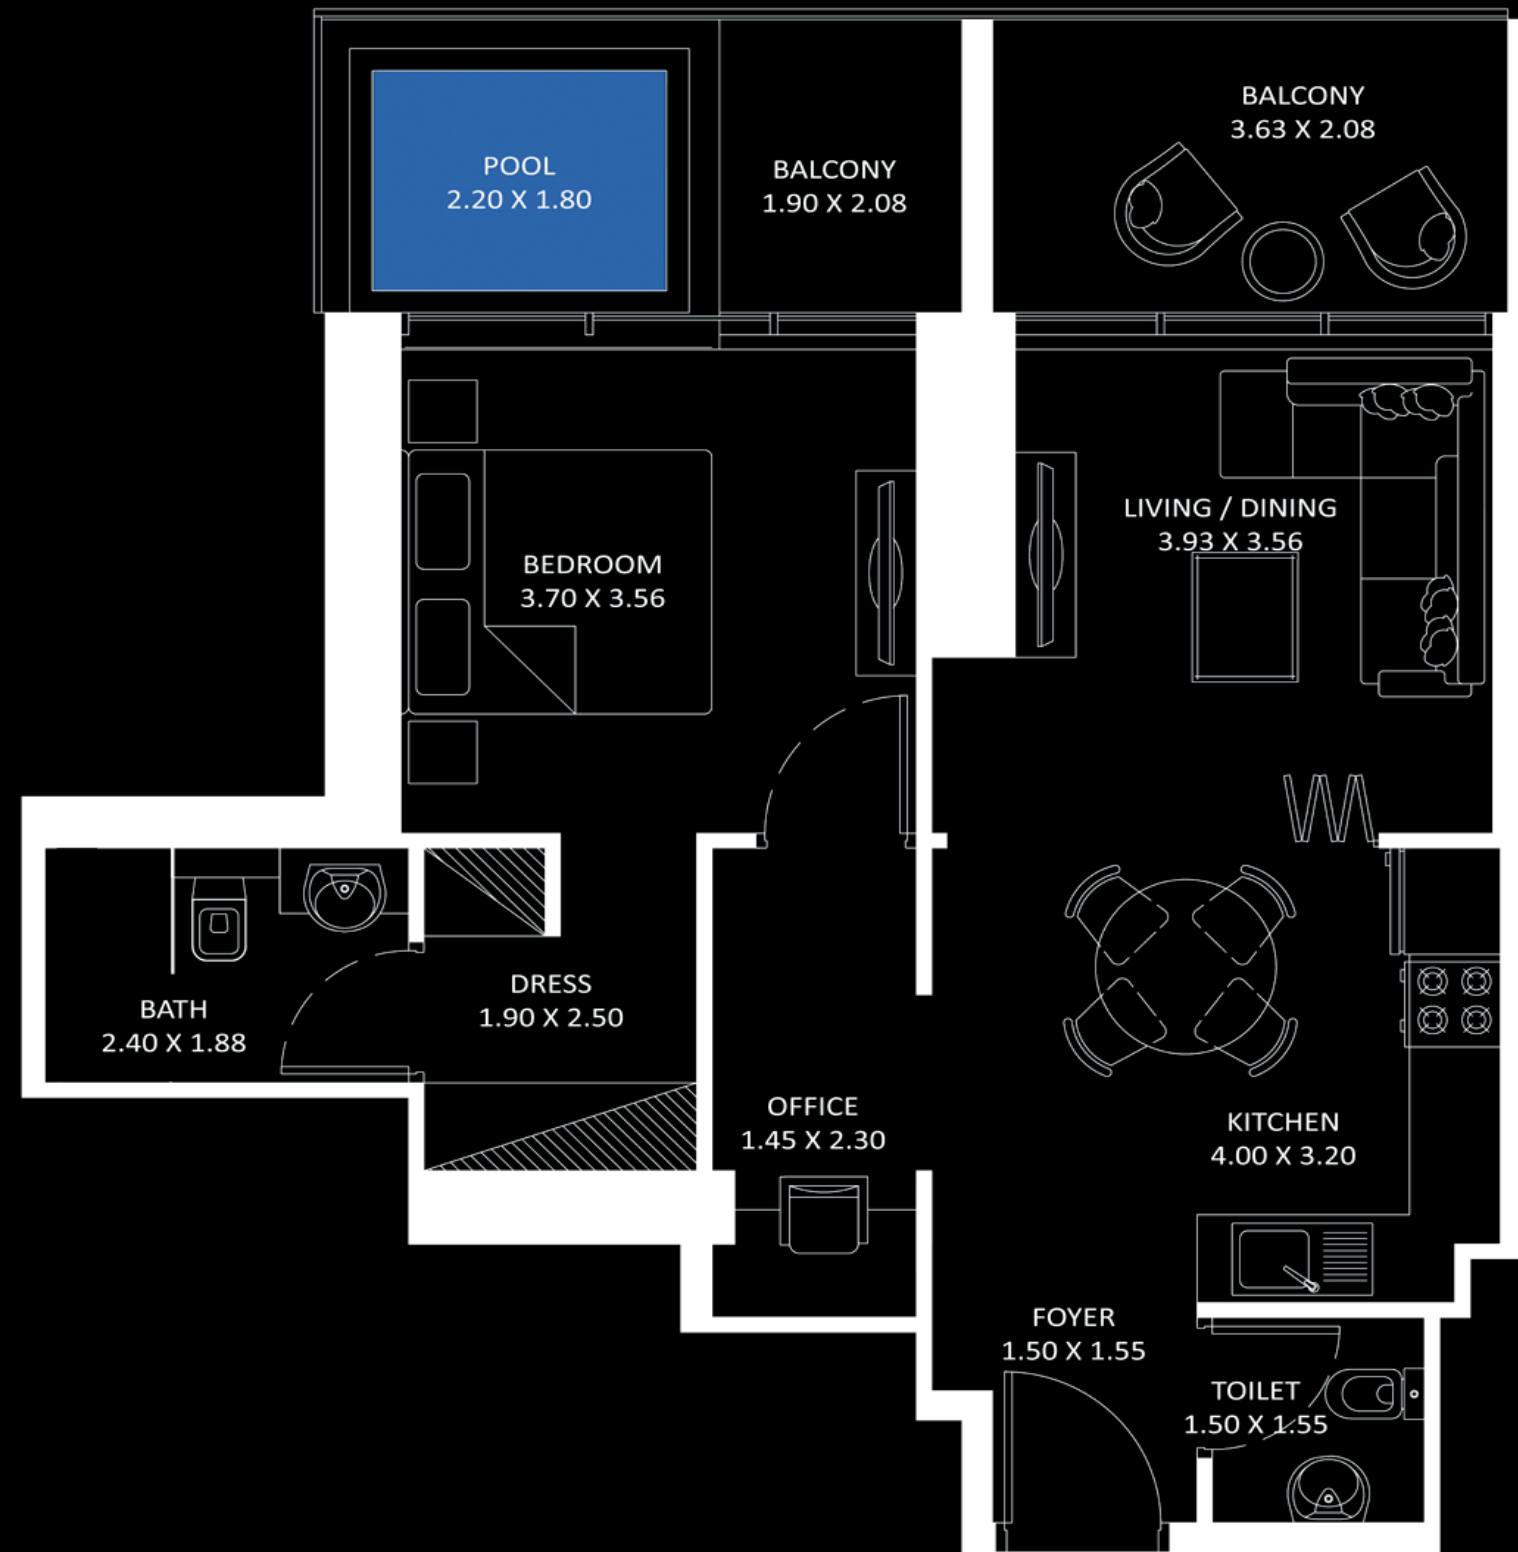 BALCONY
3.63 X 2.08
POOL
2.20 X 1.80
BALCONY
1.90 X 2.08
LIVING / DINING
3.93 X 3.56
BEDROOM
3.70 X 3.56
DRESS
1.90 X 2.50
BATH
2.40 X 1.88
OFFICE
1.45 X 2.30
KITCHEN
4.00 X 3.20
FOYER
1.50 X 1.55
TOILET
1.50 X 1.55